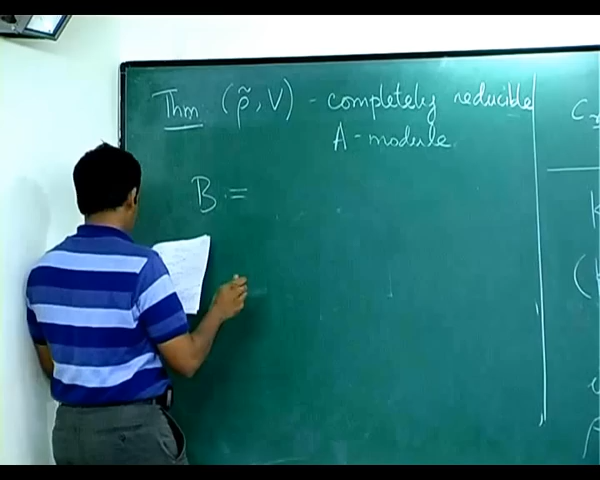 Thm (ρ̃, V) - completely reducible
A-module
B :=